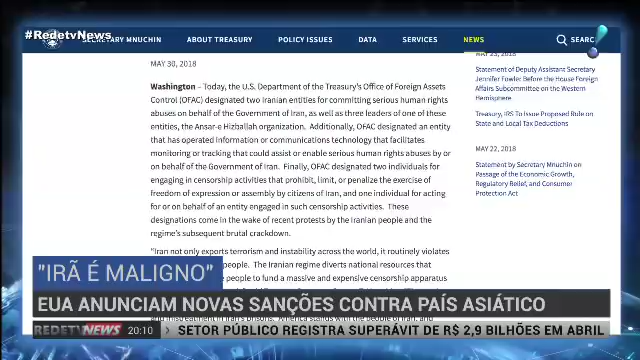 #RedetvNews
SECRETARY MNUCHIN ABOUT TREASURY POLICY ISSUES DATA SERVICES NEWS SEARC
MAY 30, 2018
Washington – Today, the U.S. Department of the Treasury's Office of Foreign Assets
Control (OFAC) designated two Iranian entities for committing serious human rights
abuses on behalf of the Government of Iran, as well as three leaders of one of these
entities, the Ansar-e Hizballah organization. Additionally, OFAC designated an entity
that has operated information or communications technology that facilitates
monitoring or tracking that could assist or enable serious human rights abuses by or
on behalf of the Government of Iran. Finally, OFAC designated two individuals for
engaging in censorship activities that prohibit, limit, or penalize the exercise of
freedom of expression or assembly by citizens of Iran, and one individual for acting
for or on behalf of an entity engaged in such censorship activities. These
designations come in the wake of recent protests by the Iranian people and the
regime's subsequent brutal crackdown.
"Iran not only exports terrorism and instability across the world, it routinely violates
people. The Iranian regime diverts national resources that
people to fund a massive and expensive censorship apparatus
MAY 23, 2018
Statement of Deputy Assistant Secretary
Jennifer Fowler Before the House Foreign
Affairs Subcommittee on the Western
Hemisphere
Treasury, IRS To Issue Proposed Rule on
State and Local Tax Deductions
MAY 22, 2018
Statement by Secretary Mnuchin on
Passage of the Economic Growth,
Regulatory Relief, and Consumer
Protection Act
"IRÃ É MALIGNO"
EUA ANUNCIAM NOVAS SANÇÕES CONTRA PAÍS ASIÁTICO
REDETV NEWS 20:10 SETOR PÚBLICO REGISTRA SUPERÁVIT DE R$ 2,9 BILHÕES EM ABRIL